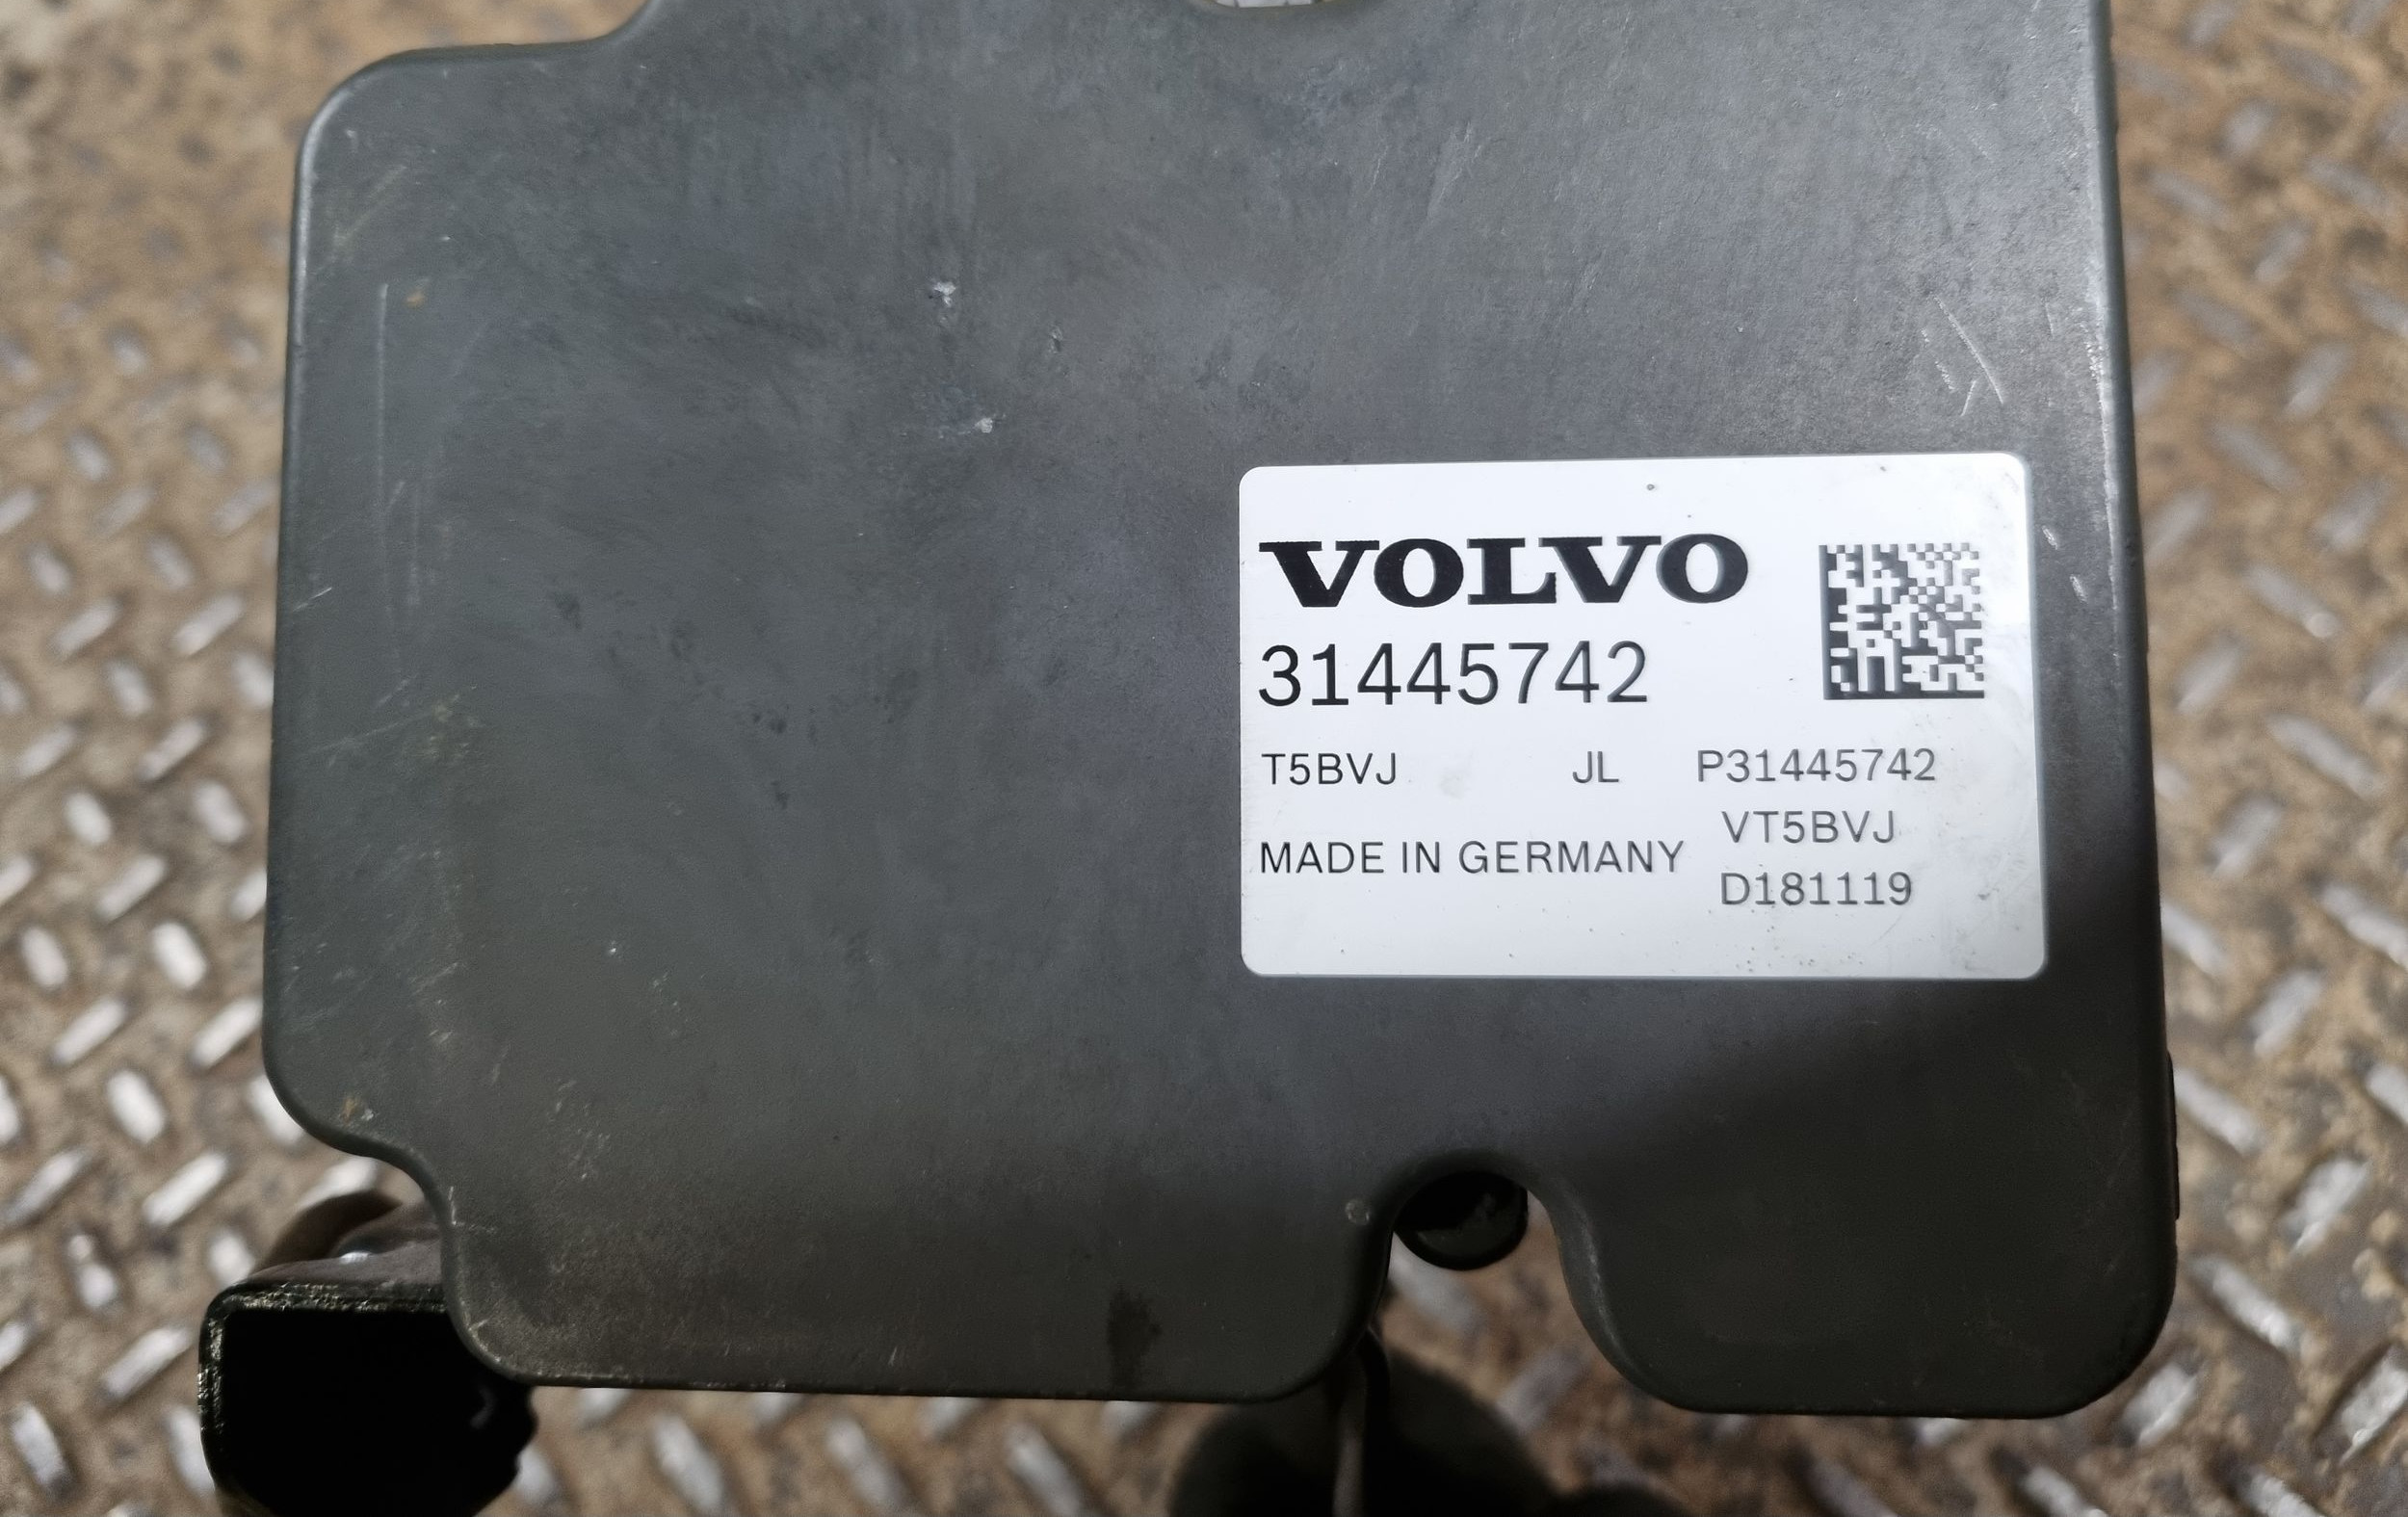 VOLVO
31445742
T5BVJ JL P31445742
VT5BVJ
MADE IN GERMANY
D181119